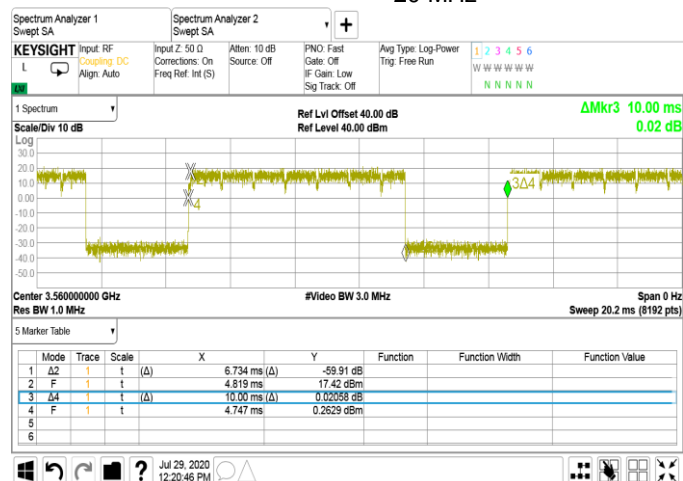 20 MHz
Spectrum Analyzer 1
Swept SA
Spectrum Analyzer 2
Swept SA
+
KEYSIGHT
L
LXI
Input: RF
Coupling: DC
Align: Auto
Input Z: 50 Ω
Corrections: On
Freq Ref: Int (S)
Atten: 10 dB
Source: Off
PNO: Fast
Gate: Off
IF Gain: Low
Sig Track: Off
Avg Type: Log-Power
Trig: Free Run
1 2 3 4 5 6
W W W W W W
N N N N N
1 Spectrum
Scale/Div 10 dB
Ref Lvl Offset 40.00 dB
Ref Level 40.00 dBm
ΔMkr3 10.00 ms
0.02 dB
Log
30.0
20.0
10.0
0.00
-10.0
-20.0
-30.0
-40.0
-50.0
4
3Δ4
Center 3.560000000 GHz
Res BW 1.0 MHz
#Video BW 3.0 MHz
Span 0 Hz
Sweep 20.2 ms (8192 pts)
5 Marker Table
Mode Trace Scale X Y Function Function Width Function Value
1 Δ2 1 t (Δ) 6.734 ms (Δ) -59.91 dB
2 F 1 t 4.819 ms 17.42 dBm
3 Δ4 1 t (Δ) 10.00 ms (Δ) 0.02058 dB
4 F 1 t 4.747 ms 0.2629 dBm
5
6
?
Jul 29, 2020
12:20:46 PM